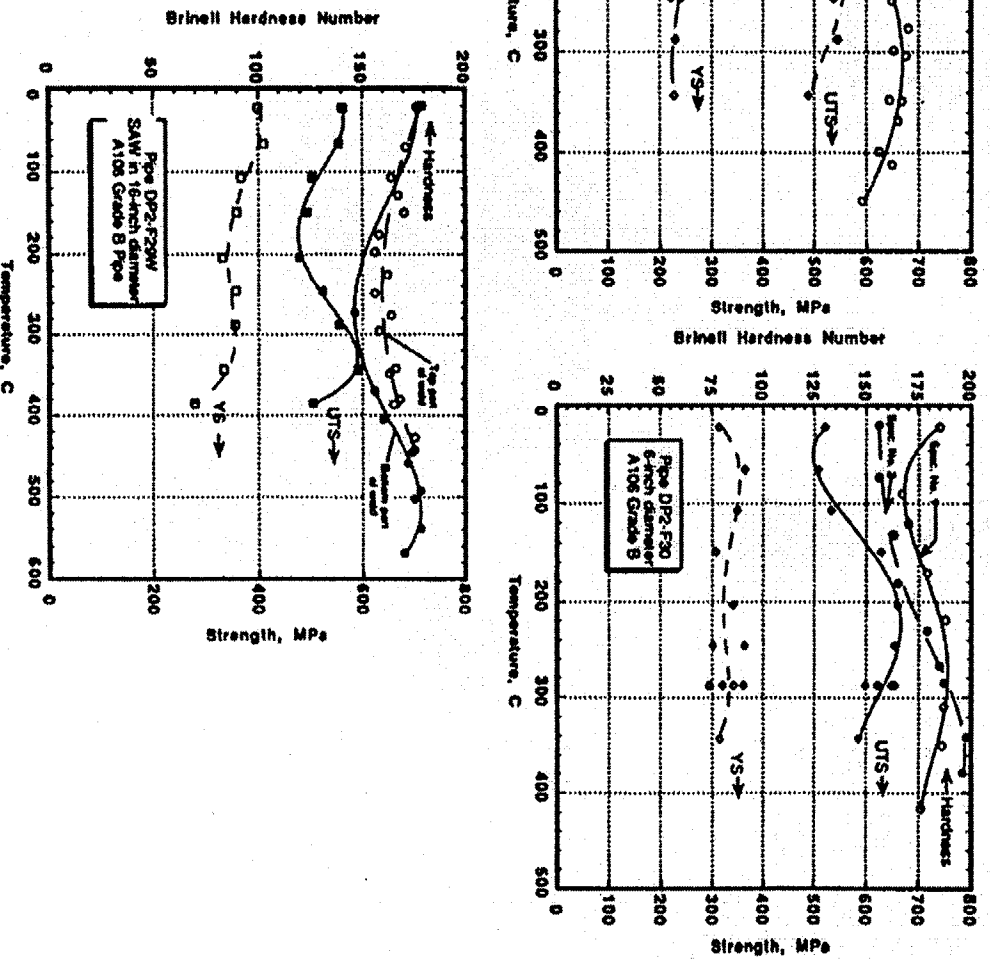 Brinell Hardness Number
0
50
100
150
200
0
100
200
300
400
500
600
0
200
400
600
800
Temperature, C
Strength, MPa
Hardness
UTS
YS
Top part
of weld
Bottom part
of weld
Pipe DP2-F29W
SAW in 16-inch diameter
A106 Grade B Pipe
300
400
500
0
100
200
300
400
500
600
700
800
Strength, MPa
YS
UTS
Brinell Hardness Number
0
25
50
75
100
125
150
175
200
0
100
200
300
400
500
0
100
200
300
400
500
600
700
800
Temperature, C
Strength, MPa
Hardness
UTS
YS
Spec. No. 2
Spec. No.
Pipe DP2-F30
6-inch diameter
A106 Grade B